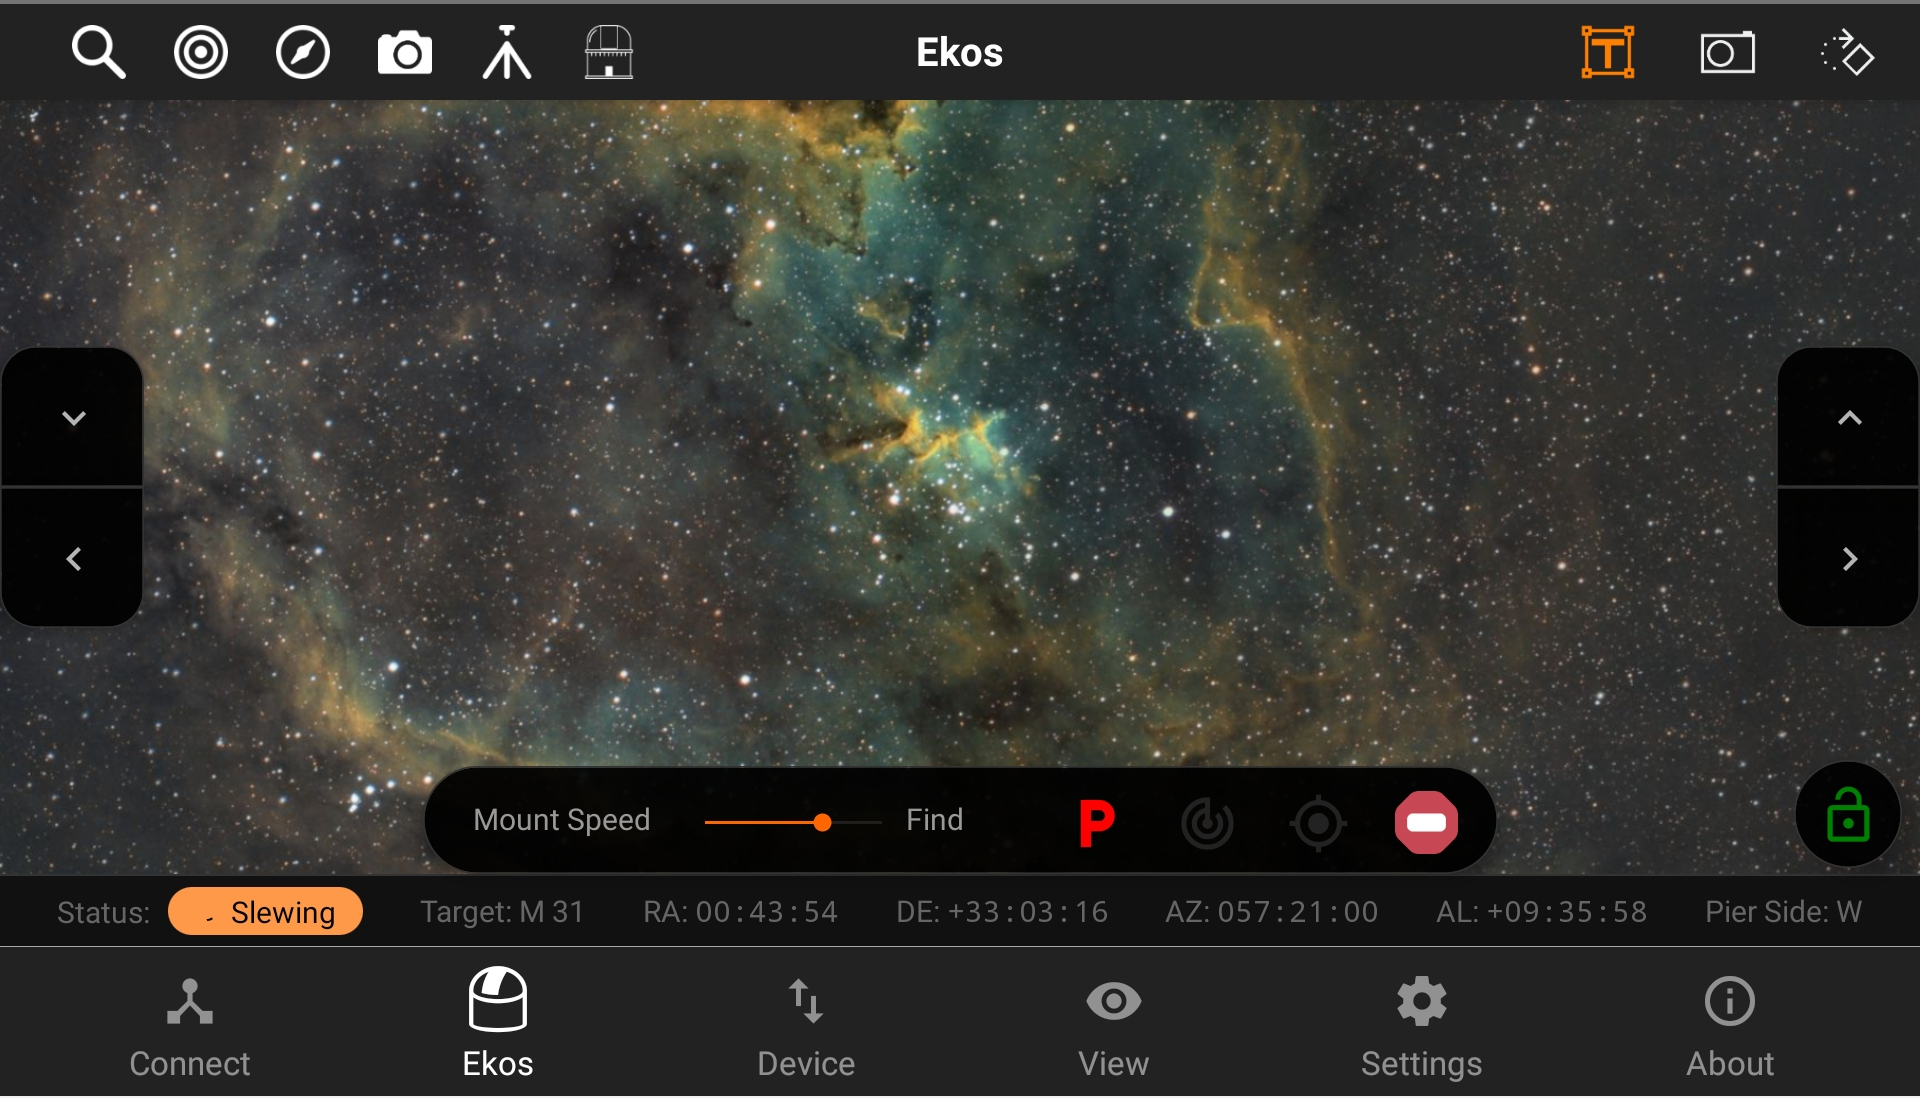 Ekos
Mount Speed Find P
Status: Slewing Target: M 31 RA: 00:43:54 DE: +33:03:16 AZ: 057:21:00 AL: +09:35:58 Pier Side: W
Connect Ekos Device View Settings About